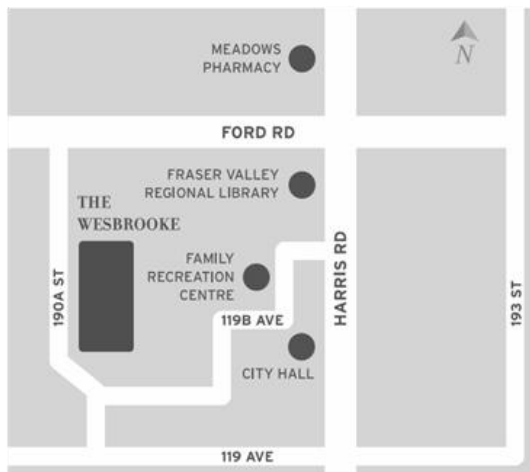 MEADOWS
PHARMACY
N
FORD RD
FRASER VALLEY
REGIONAL LIBRARY
THE
WESBROOKE
FAMILY
RECREATION
CENTRE
190A ST
HARRIS RD
193 ST
119B AVE
CITY HALL
119 AVE